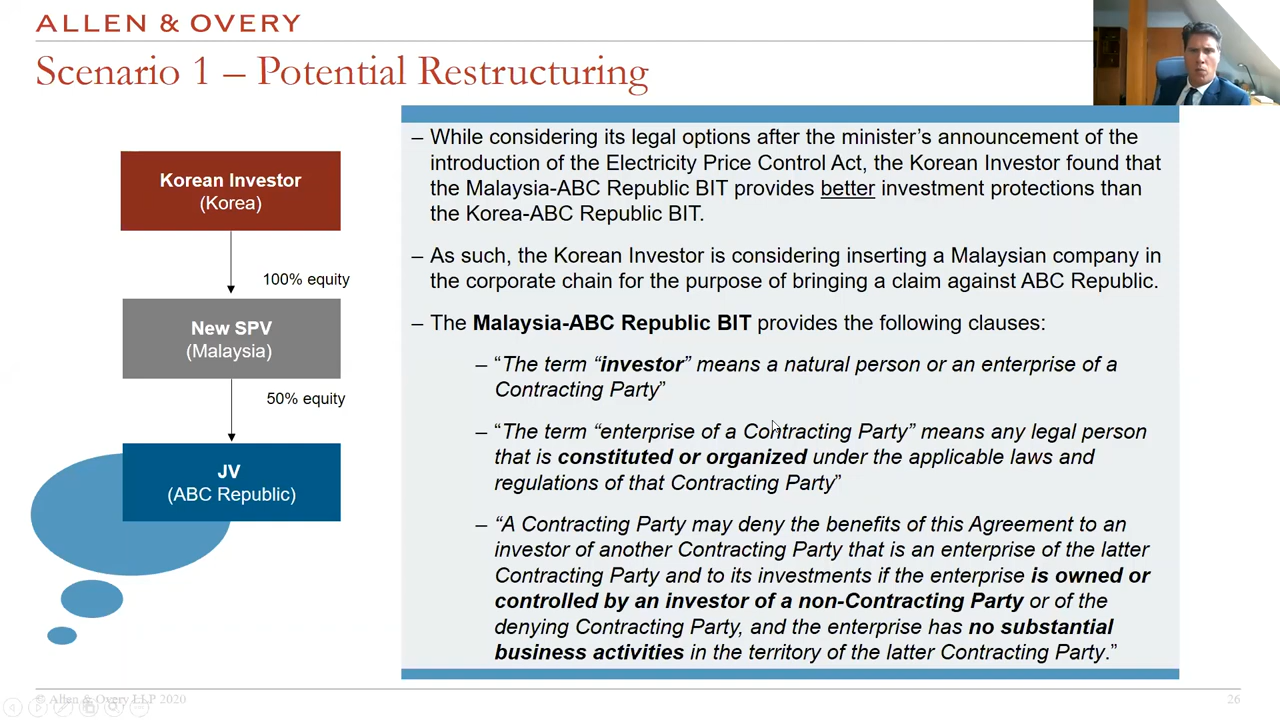 ALLEN & OVERY
Scenario 1 – Potential Restructuring
Korean Investor
(Korea)
100% equity
New SPV
(Malaysia)
50% equity
JV
(ABC Republic)
– While considering its legal options after the minister’s announcement of the
introduction of the Electricity Price Control Act, the Korean Investor found that
the Malaysia-ABC Republic BIT provides better investment protections than
the Korea-ABC Republic BIT.
– As such, the Korean Investor is considering inserting a Malaysian company in
the corporate chain for the purpose of bringing a claim against ABC Republic.
– The Malaysia-ABC Republic BIT provides the following clauses:
– “The term “investor” means a natural person or an enterprise of a
Contracting Party”
– “The term “enterprise of a Contracting Party” means any legal person
that is constituted or organized under the applicable laws and
regulations of that Contracting Party”
– “A Contracting Party may deny the benefits of this Agreement to an
investor of another Contracting Party that is an enterprise of the latter
Contracting Party and to its investments if the enterprise is owned or
controlled by an investor of a non-Contracting Party or of the
denying Contracting Party, and the enterprise has no substantial
business activities in the territory of the latter Contracting Party.”
© Allen & Overy LLP 2020
26